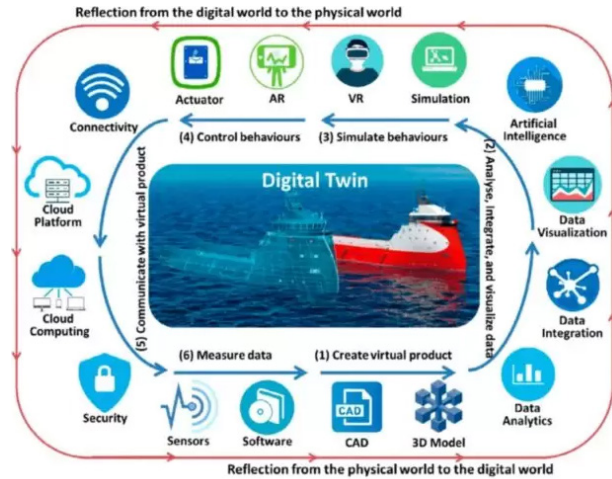 Reflection from the digital world to the physical world
Actuator
AR
VR
Simulation
Connectivity
Artificial
Intelligence
(4) Control behaviours
(3) Simulate behaviours
Cloud
Platform
(5) Communicate with virtual product
Digital Twin
(2) Analyse, integrate, and visualize data
Data
Visualization
Cloud
Computing
Data
Integration
(6) Measure data
(1) Create virtual product
Security
Sensors
Software
CAD
CAD
3D Model
Data
Analytics
Reflection from the physical world to the digital world